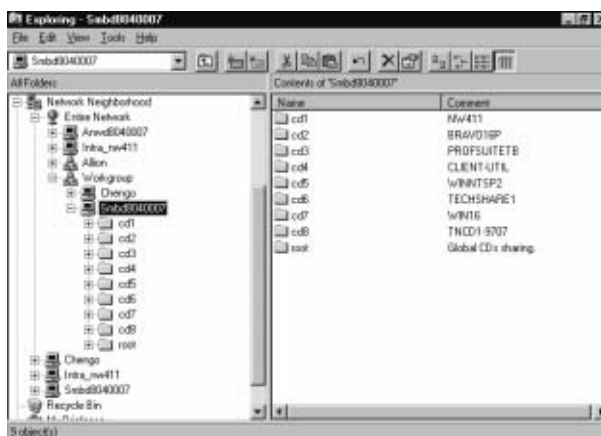 Exploring - Smbd8040007
File Edit View Tools Help
Smbd8040007
All Folders
Contents of 'Smbd8040007'
Network Neighborhood
Entire Network
Anwd8040007
Intra_nw411
Allion
Workgroup
Chengo
Smbd8040007
cd1
cd2
cd3
cd4
cd5
cd6
cd7
cd8
root
Chengo
Intra_nw411
Smbd8040007
Recycle Bin
Name Comment
cd1 NW411
cd2 BRAVO16P
cd3 PROFSUITETB
cd4 CLIENT-UTIL
cd5 WINNTSP2
cd6 TECHSHARE1
cd7 WIN16
cd8 TNCD1-9707
root Global CDs sharing.
9 object(s)